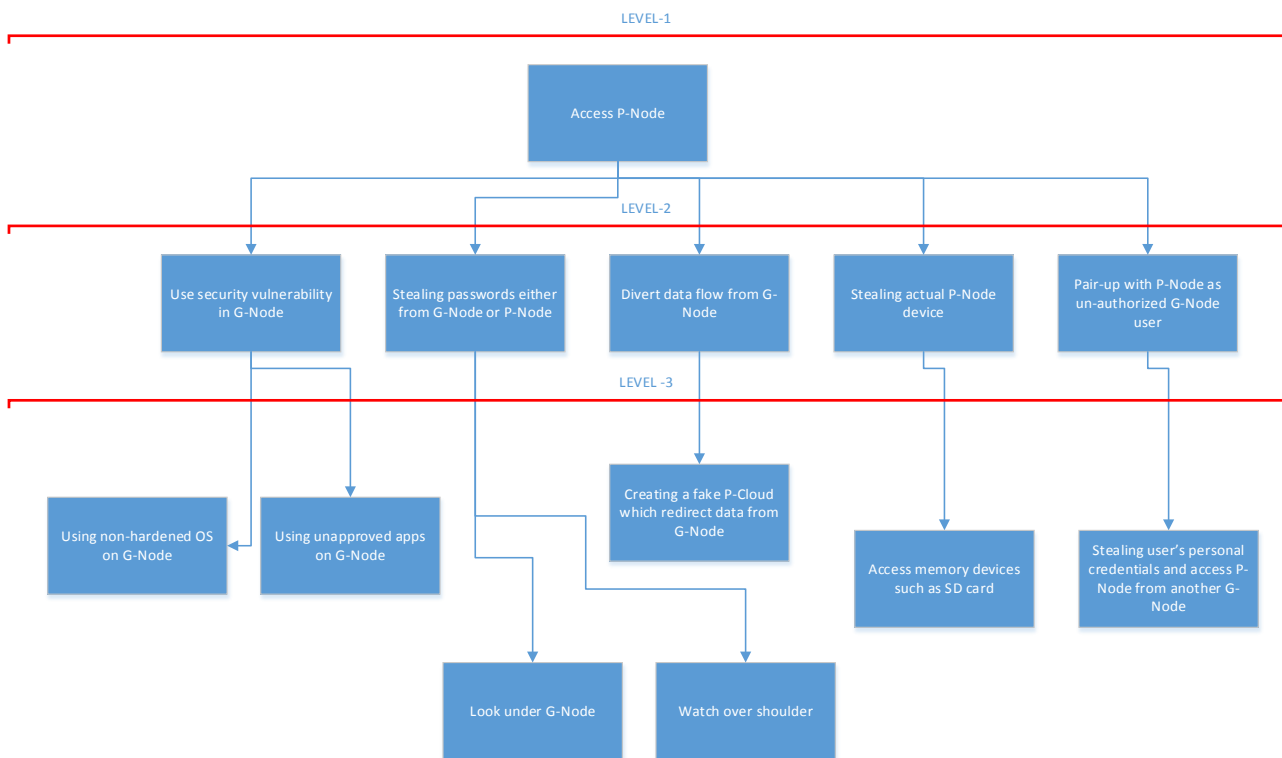 LEVEL-1
Access P-Node
LEVEL-2
Use security vulnerability
in G-Node
Stealing passwords either
from G-Node or P-Node
Divert data flow from G-
Node
Stealing actual P-Node
device
Pair-up with P-Node as
un-authorized G-Node
user
LEVEL -3
Using non-hardened OS
on G-Node
Using unapproved apps
on G-Node
Creating a fake P-Cloud
which redirect data from
G-Node
Access memory devices
such as SD card
Stealing user’s personal
credentials and access P-
Node from another G-
Node
Look under G-Node
Watch over shoulder